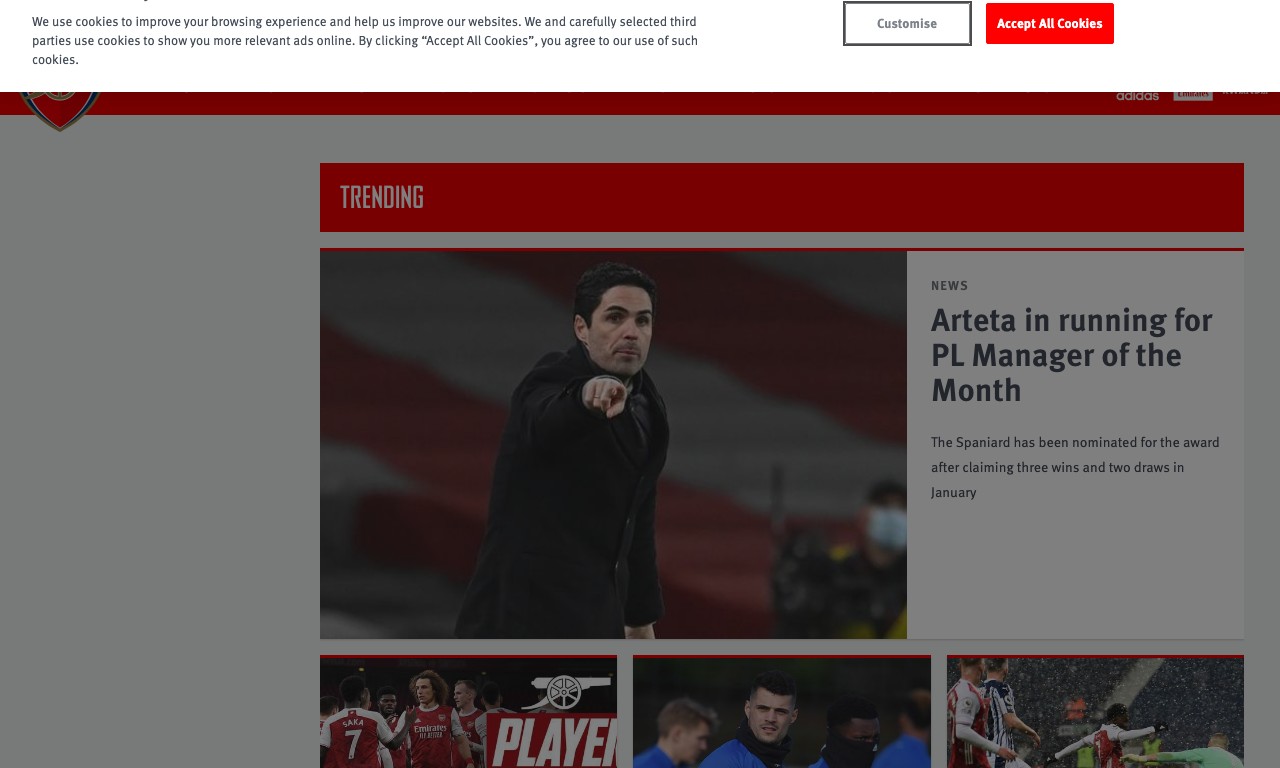 We use cookies to improve your browsing experience and help us improve our websites. We and carefully selected third
parties use cookies to show you more relevant ads online. By clicking “Accept All Cookies”, you agree to our use of such
cookies.
Customise
Accept All Cookies
adidas
Emirates
TRENDING
NEWS
Arteta in running for
PL Manager of the
Month
The Spaniard has been nominated for the award
after claiming three wins and two draws in
January
SAKA
7
Emirates
FLY BETTER
PLAYE